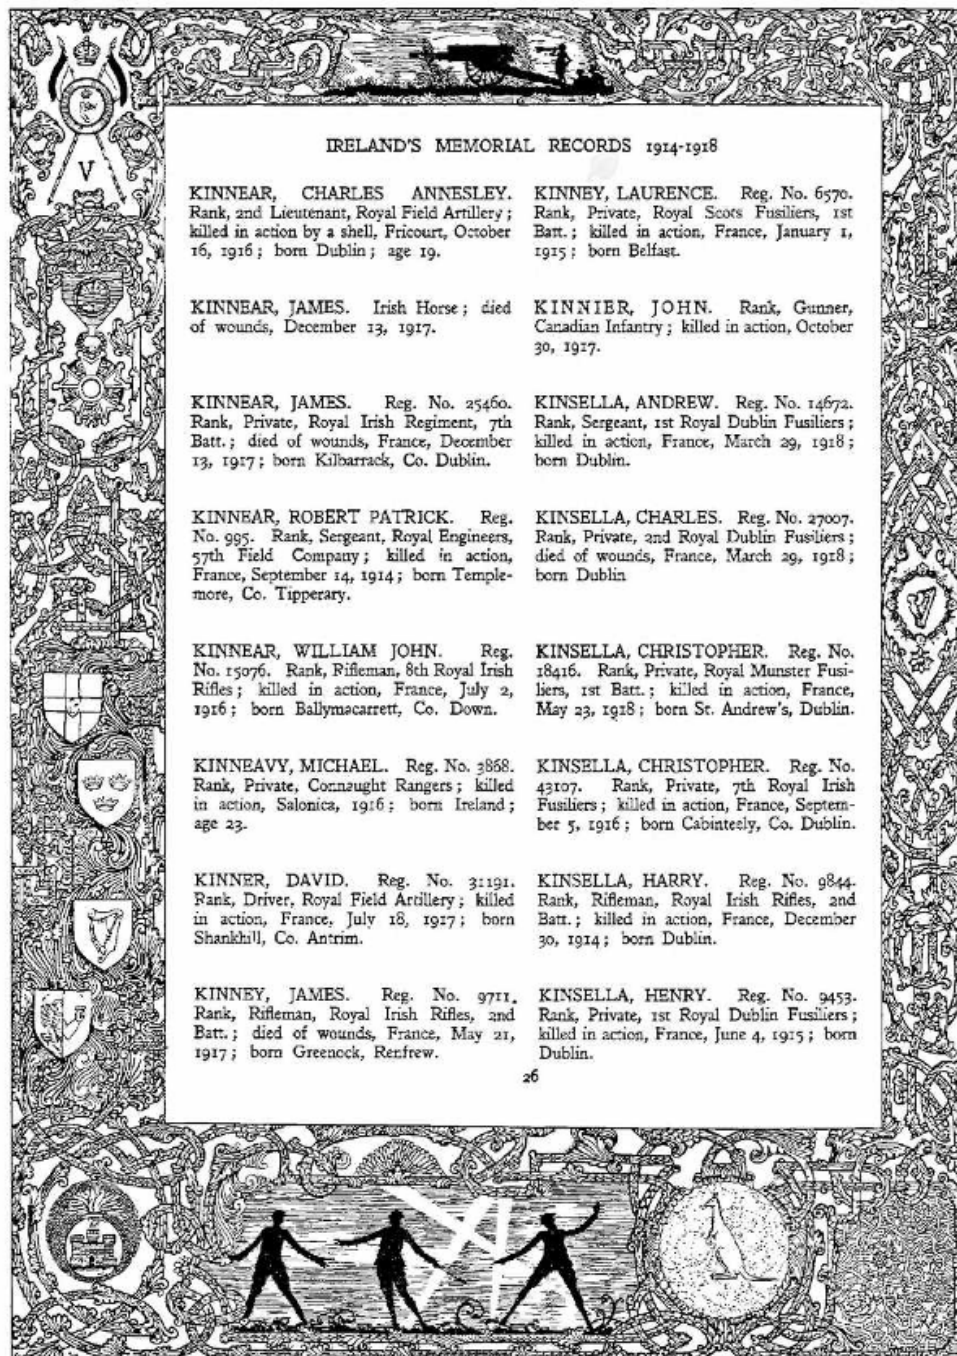 V
IRELAND'S MEMORIAL RECORDS 1914-1918
KINNEAR, CHARLES ANNESLEY.
Rank, 2nd Lieutenant, Royal Field Artillery;
killed in action by a shell, Fricourt, October
16, 1916; born Dublin; age 19.
KINNEAR, JAMES. Irish Horse; died
of wounds, December 13, 1917.
KINNEAR, JAMES. Reg. No. 25460.
Rank, Private, Royal Irish Regiment, 7th
Batt.; died of wounds, France, December
13, 1917; born Kilbarrack, Co. Dublin.
KINNEAR, ROBERT PATRICK. Reg.
No. 995. Rank, Sergeant, Royal Engineers,
57th Field Company; killed in action,
France, September 14, 1914; born Temple-
more, Co. Tipperary.
KINNEAR, WILLIAM JOHN. Reg.
No. 15076. Rank, Rifleman, 8th Royal Irish
Rifles; killed in action, France, July 2,
1916; born Ballymacarrett, Co. Down.
KINNEAVY, MICHAEL. Reg. No. 3868.
Rank, Private, Connaught Rangers; killed
in action, Salonica, 1916; born Ireland;
age 23.
KINNER, DAVID. Reg. No. 31191.
Rank, Driver, Royal Field Artillery; killed
in action, France, July 18, 1917; born
Shankhill, Co. Antrim.
KINNEY, JAMES. Reg. No. 9711.
Rank, Rifleman, Royal Irish Rifles, 2nd
Batt.; died of wounds, France, May 21,
1917; born Greenock, Renfrew.
KINNEY, LAURENCE. Reg. No. 6570.
Rank, Private, Royal Scots Fusiliers, 1st
Batt.; killed in action, France, January 1,
1915; born Belfast.
KINNIER, JOHN. Rank, Gunner,
Canadian Infantry; killed in action, October
30, 1917.
KINSELLA, ANDREW. Reg. No. 14672.
Rank, Sergeant, 1st Royal Dublin Fusiliers;
killed in action, France, March 29, 1918;
born Dublin.
KINSELLA, CHARLES. Reg. No. 27007.
Rank, Private, 2nd Royal Dublin Fusiliers;
died of wounds, France, March 29, 1918;
born Dublin
KINSELLA, CHRISTOPHER. Reg. No.
18416. Rank, Private, Royal Munster Fusi-
liers, 1st Batt.; killed in action, France,
May 23, 1918; born St. Andrew's, Dublin.
KINSELLA, CHRISTOPHER. Reg. No.
43107. Rank, Private, 7th Royal Irish
Fusiliers; killed in action, France, Septem-
ber 5, 1916; born Cabinteely, Co. Dublin.
KINSELLA, HARRY. Reg. No. 9844.
Rank, Rifleman, Royal Irish Rifles, 2nd
Batt.; killed in action, France, December
30, 1914; born Dublin.
KINSELLA, HENRY. Reg. No. 9453.
Rank, Private, 1st Royal Dublin Fusiliers;
killed in action, France, June 4, 1915; born
Dublin.
26